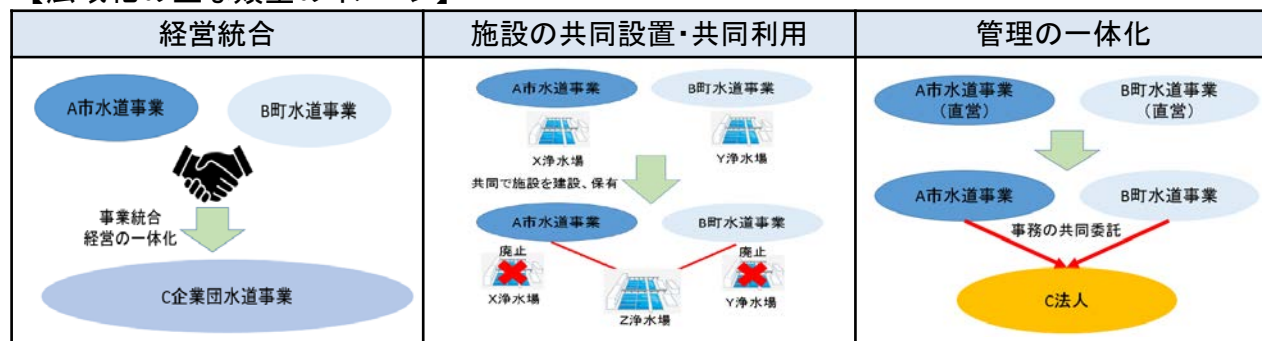 経営統合
A市水道事業
B町水道事業
事業統合
経営の一体化
C企業団水道事業
施設の共同設置・共同利用
A市水道事業
B町水道事業
X浄水場
Y浄水場
共同で施設を建設、保有
A市水道事業
B町水道事業
廃止
廃止
X浄水場
Y浄水場
Z浄水場
管理の一体化
A市水道事業
(直営)
B町水道事業
(直営)
A市水道事業
B町水道事業
事務の共同委託
C法人